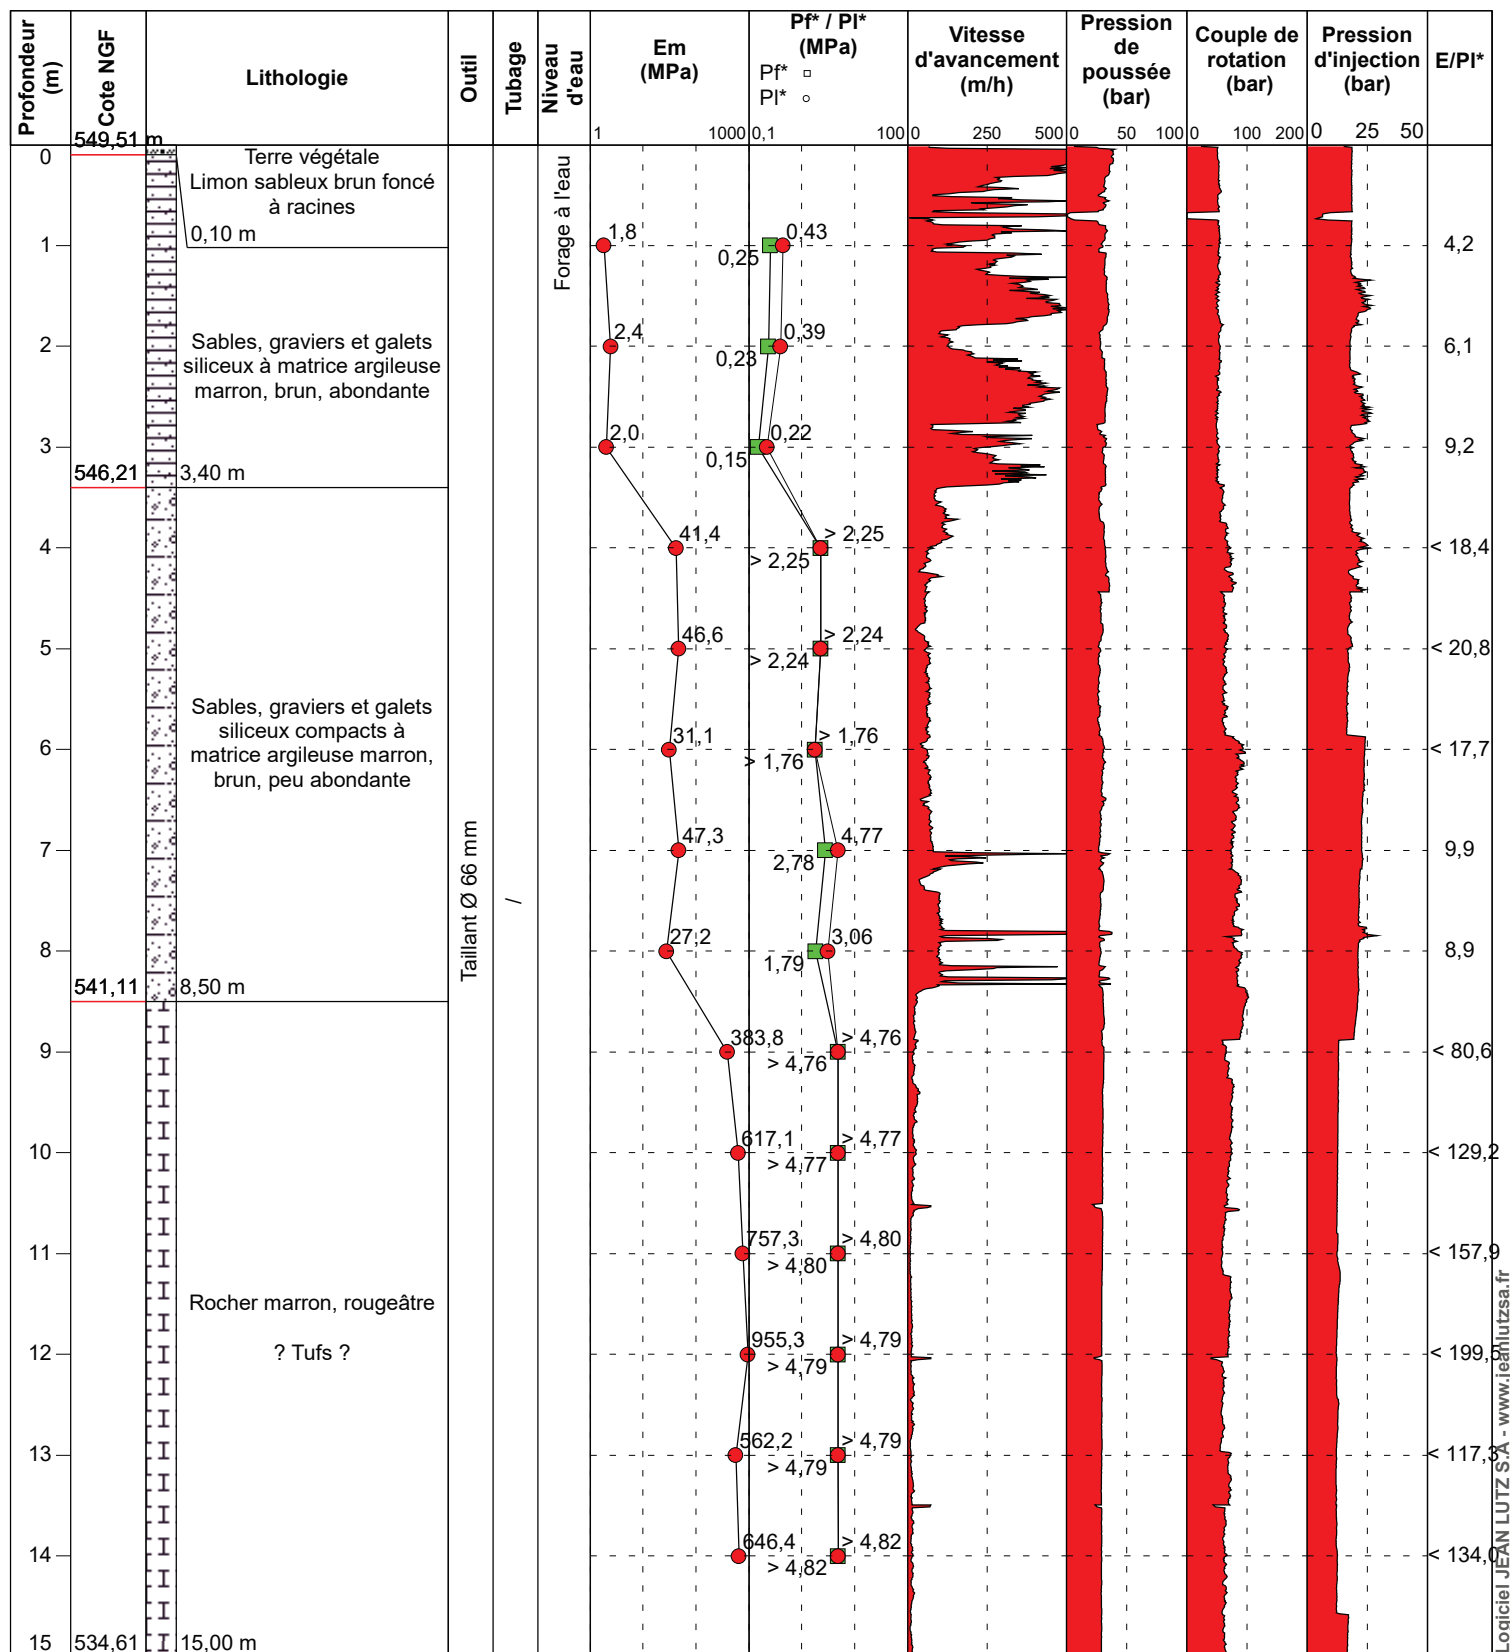 Profondeur (m)
Cote NGF
Lithologie
Outil
Tubage
Niveau d'eau
Em
(MPa)
1 1000
Pf* / Pl*
(MPa)
Pf*
Pl*
0,1 100
Vitesse
d'avancement
(m/h)
0 250 500
Pression
de
poussée
(bar)
0 50 100
Couple de
rotation
(bar)
0 100 200
Pression
d'injection
(bar)
0 25 50
E/Pl*
549,51 m
0
Terre végétale
Limon sableux brun foncé
à racines
0,10 m
Forage à l'eau
1 1,8 0,25 0,43 4,2
Sables, graviers et galets
siliceux à matrice argileuse
marron, brun, abondante
2 2,4 0,23 0,39 6,1
3 2,0 0,15 0,22 9,2
546,21 3,40 m
4 41,4 > 2,25 > 2,25 < 18,4
5 46,6 > 2,24 > 2,24 < 20,8
Sables, graviers et galets
siliceux compacts à
matrice argileuse marron,
brun, peu abondante
6 31,1 > 1,76 > 1,76 < 17,7
7 47,3 2,78 4,77 9,9
Taillant Ø 66 mm
/
8 27,2 1,79 3,06 8,9
541,11 8,50 m
9 383,8 > 4,76 > 4,76 < 80,6
10 617,1 > 4,77 > 4,77 < 129,2
11 757,3 > 4,80 > 4,80 < 157,9
Rocher marron, rougeâtre
? Tufs ?
12 955,3 > 4,79 > 4,79 < 199,5
13 562,2 > 4,79 > 4,79 < 117,3
14 646,4 > 4,82 > 4,82 < 134,0
15 534,61 15,00 m
Logiciel JEAN LUTZ S.A - www.jeanlutzsa.fr